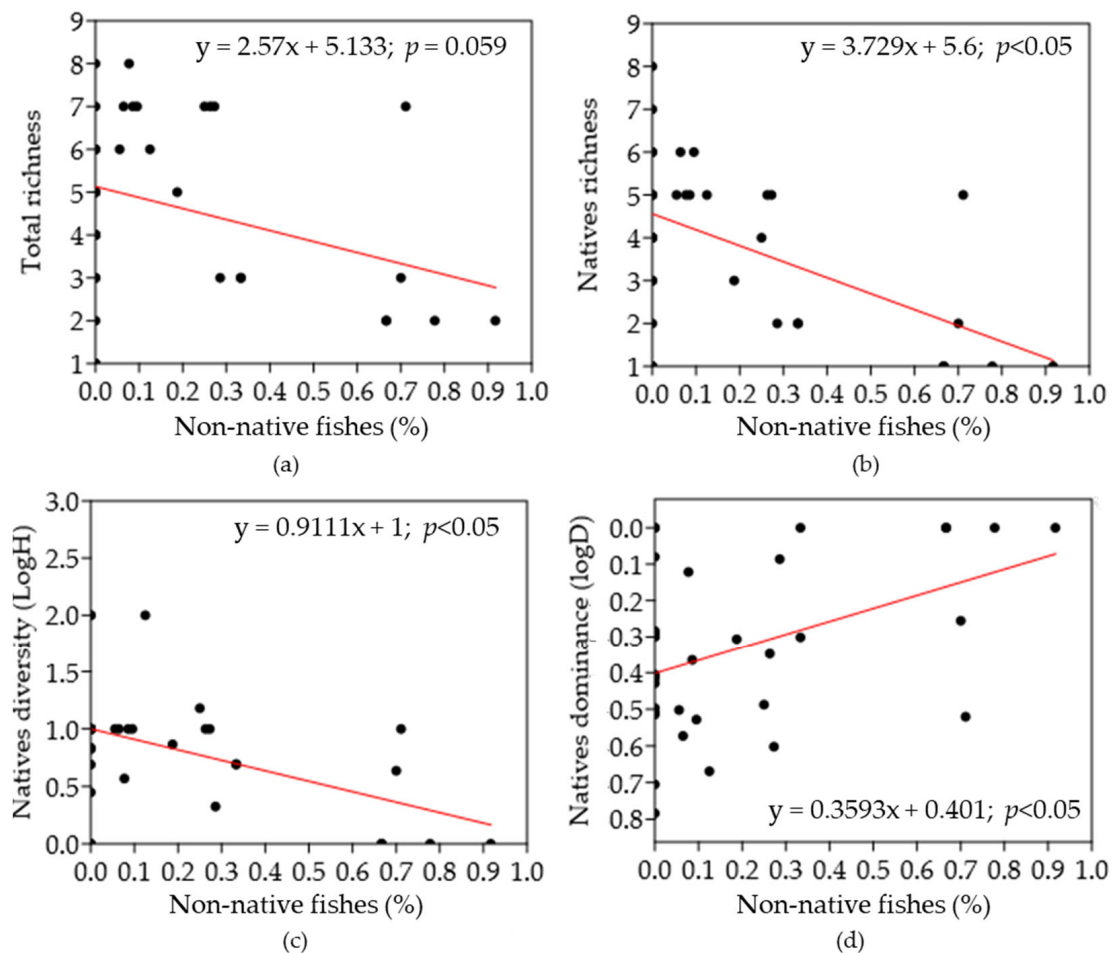 y = 2.57x + 5.133; p = 0.059
Total richness
9
8
7
6
5
4
3
2
1
0.0 0.1 0.2 0.3 0.4 0.5 0.6 0.7 0.8 0.9 1.0
Non-native fishes (%)
(a)
y = 3.729x + 5.6; p<0.05
Natives richness
9
8
7
6
5
4
3
2
1
0.0 0.1 0.2 0.3 0.4 0.5 0.6 0.7 0.8 0.9 1.0
Non-native fishes (%)
(b)
y = 0.9111x + 1; p<0.05
Natives diversity (LogH)
3.0
2.5
2.0
1.5
1.0
0.5
0.0
0.0 0.1 0.2 0.3 0.4 0.5 0.6 0.7 0.8 0.9 1.0
Non-native fishes (%)
(c)
Natives dominance (logD)
0.0
0.1
0.2
0.3
0.4
0.5
0.6
0.7
0.8
y = 0.3593x + 0.401; p<0.05
0.0 0.1 0.2 0.3 0.4 0.5 0.6 0.7 0.8 0.9 1.0
Non-native fishes (%)
(d)